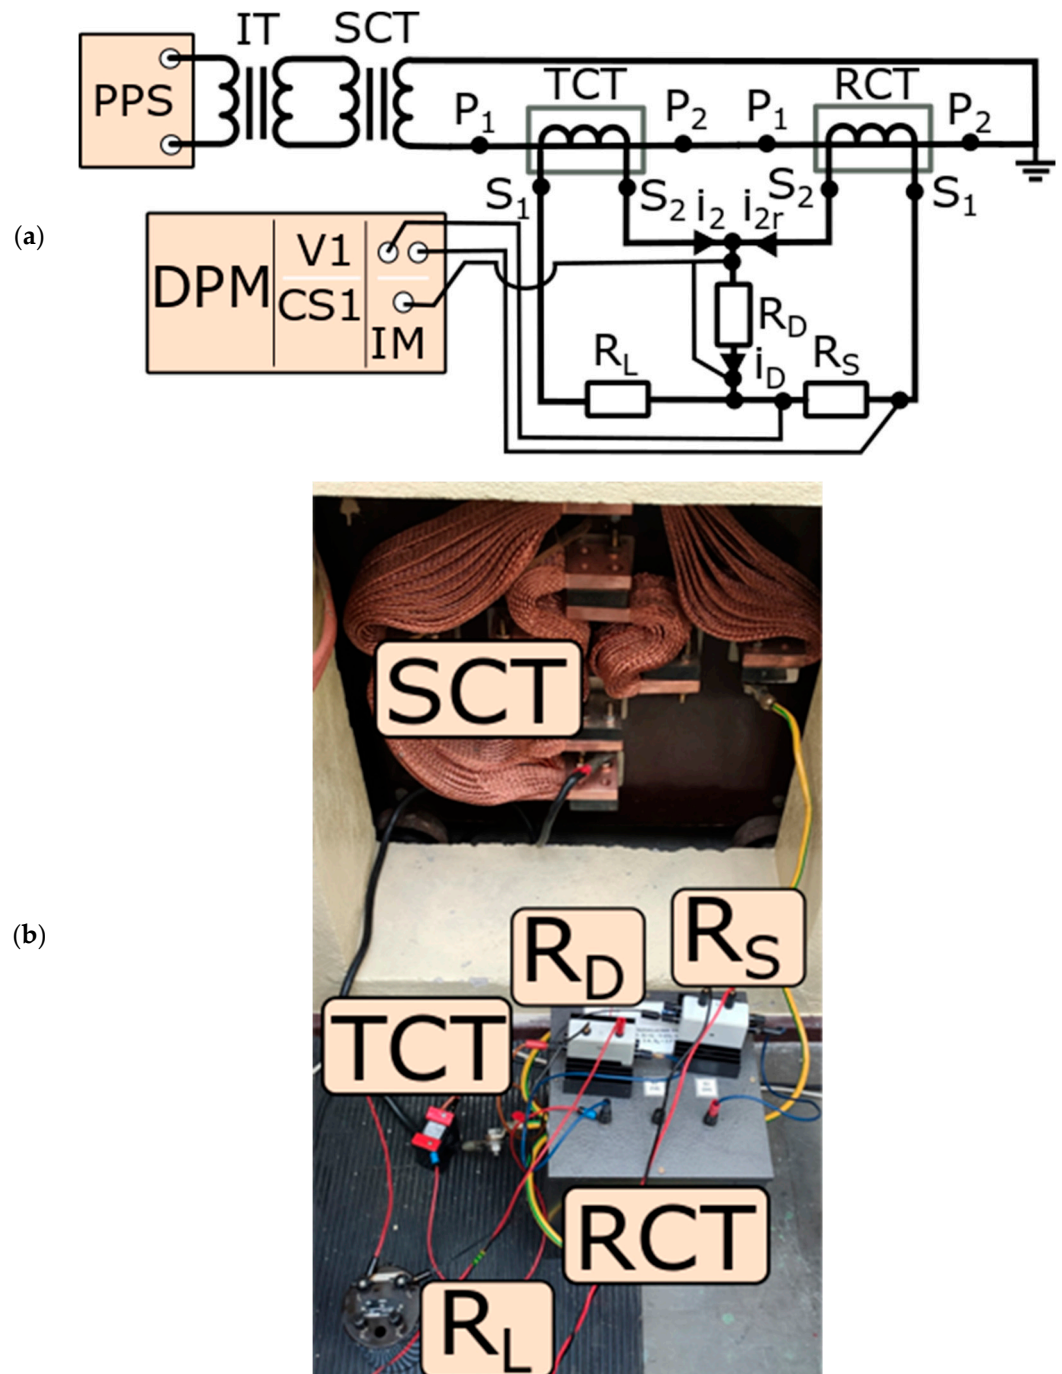 IT SCT
PPS
TCT RCT
P1 P2 P1 P2
S1 S2 S2 S1
i2 i2r
(a)
DPM V1
CS1
IM
RD
iD
RL RS
SCT
(b)
RD RS
TCT
RCT
RL